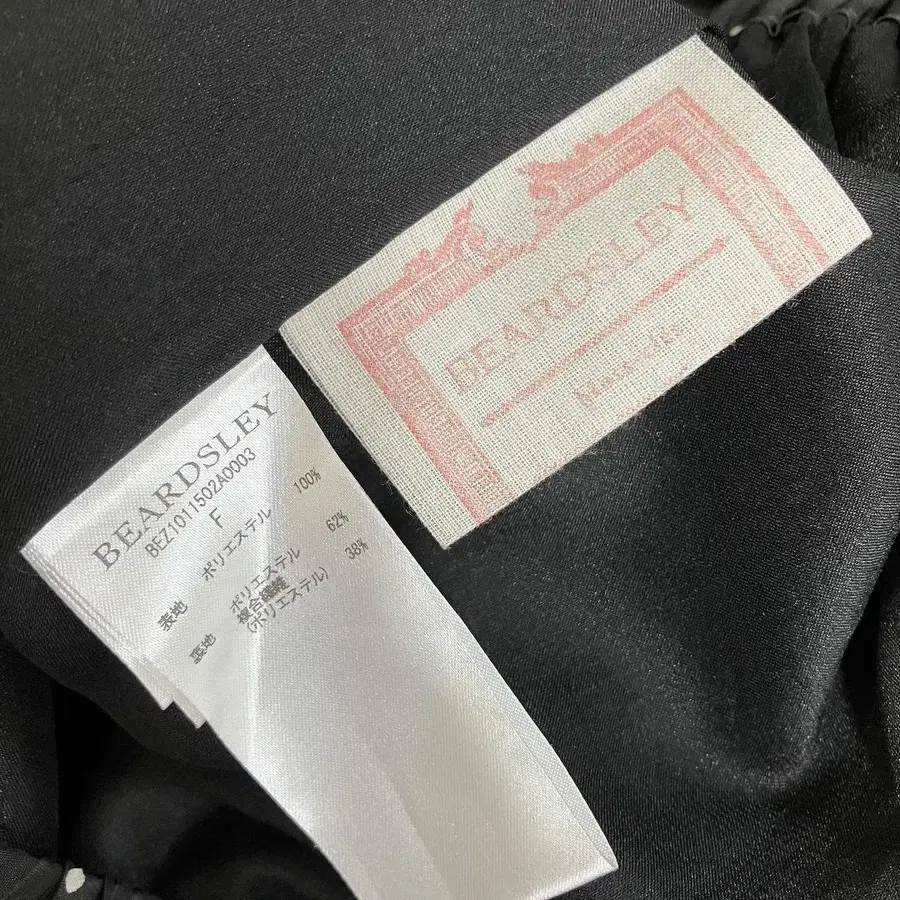 BEARDSLEY
BEARDSLEY
BEZ1011502A0003
F
表地 ポリエステル 100%
裏地 ポリエステル 62%
複合繊維 38%
(ポリエステル)